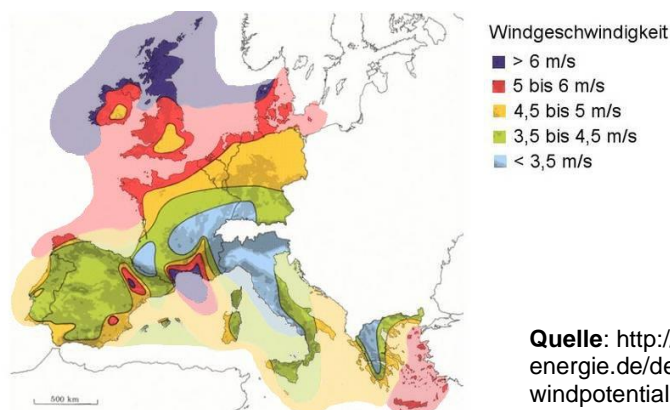 Windgeschwindigkeit
> 6 m/s
5 bis 6 m/s
4,5 bis 5 m/s
3,5 bis 4,5 m/s
< 3,5 m/s
500 km
Quelle: http:/
energie.de/de
windpotential